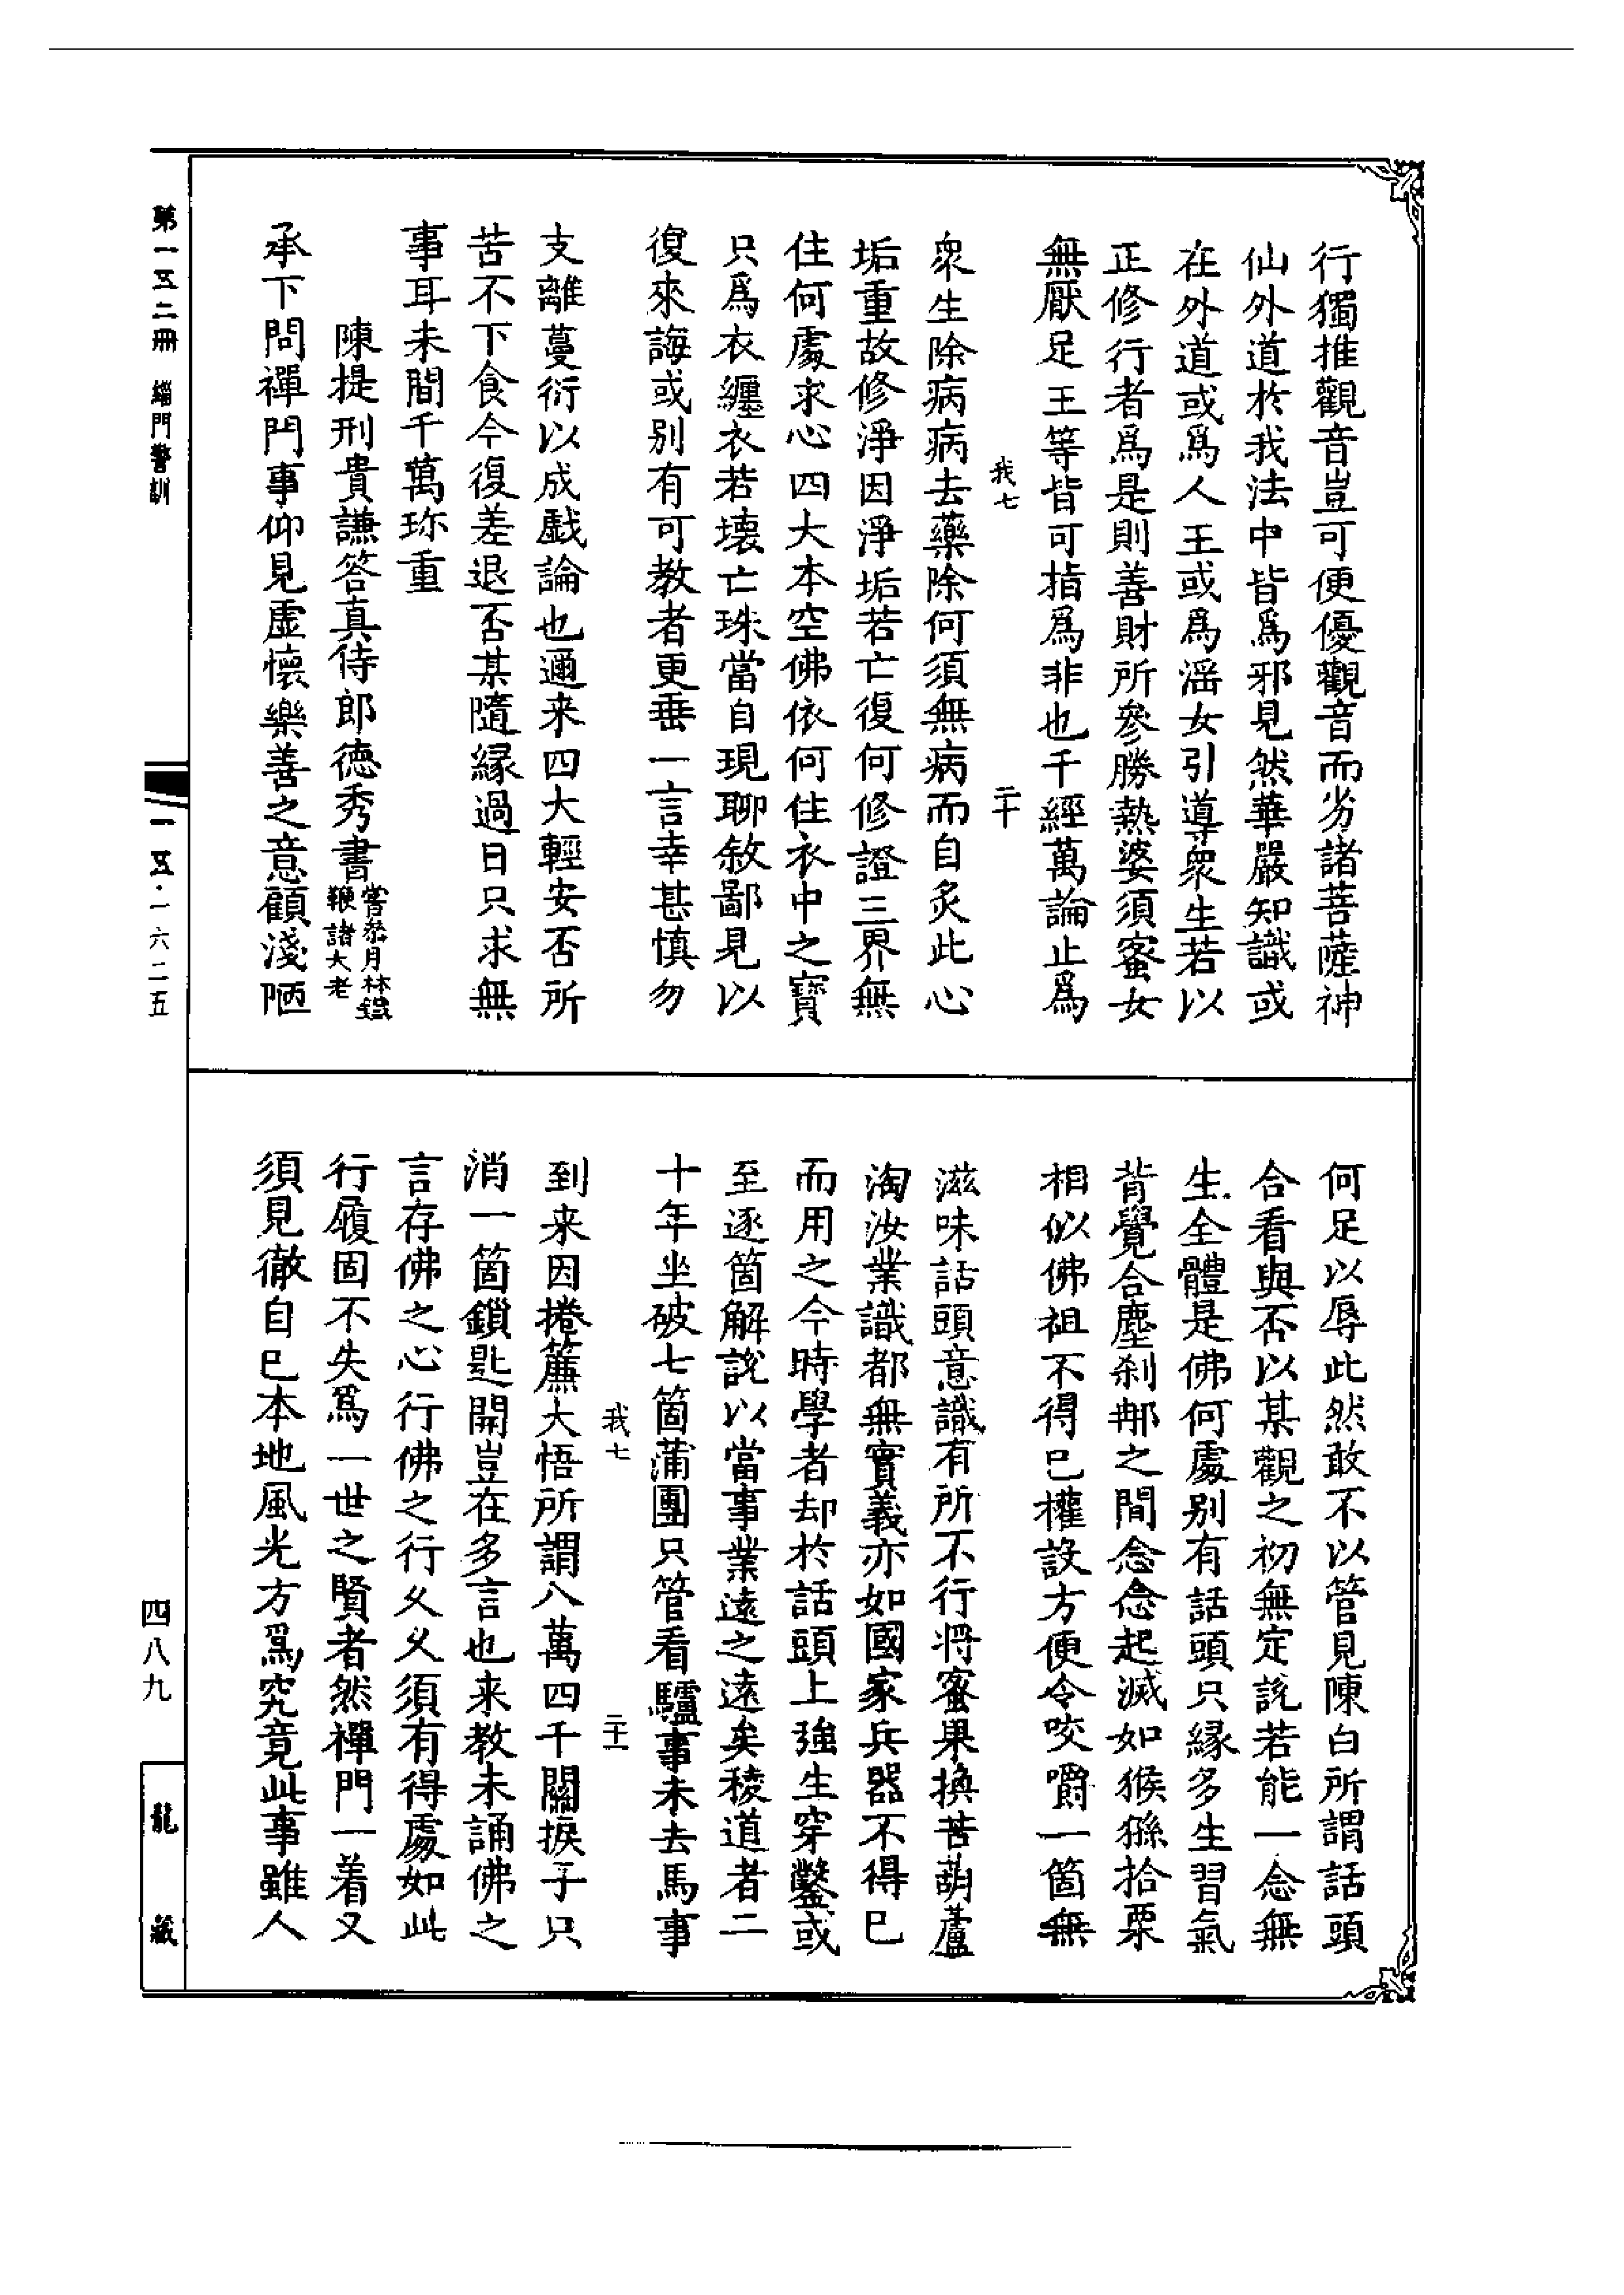 行獨推觀音豈可便優觀音而劣諸菩薩神
仙外道於我法中皆爲邪見然華嚴知識或
在外道或爲人王或爲滛女引導衆生若以
正修行者爲是則善財所參勝熱婆須蜜女
無厭足王等皆可指爲非也千經萬論止爲
我七 二十
衆生除病病去藥除何須無病而自炙此心
垢重故修淨因淨垢若亡復何修證三界無
住何處求心四大本空佛依何住衣中之寶
只爲衣纏衣若壞亡珠當自現聊敘鄙見以
復來誨或别有可教者更垂一言幸甚慎勿
支離蔓衍以成戯論也邇来四大輕安否所
苦不下食今復差退否某隨緣過日只求無
事耳未間千萬珎重
陳提刑貴謙答真侍郎德秀書
嘗叅月林鐵
鞭諸大老
承下問禪門事仰見虛懷樂善之意顧淺陋
何足以辱此然敢不以管見陳白所謂話頭
合看與否以某觀之初無定說若能一念無
生全體是佛何處别有話頭只緣多生習氣
背覺合塵刹那之間念念起滅如猴猻拾栗
相似佛祖不得已權設方便令咬嚼一箇無
滋味話頭意識有所不行将蜜果換苦葫蘆
淘汝業識都無實義亦如國家兵器不得已
而用之今時學者却於話頭上強生穿鑿或
至逐箇解說以當事業遠之遠矣稜道者二
十年坐破七箇蒲團只管看驢事未去馬事
我七 二十一
到来因捲簾大悟所謂八萬四千關捩子只
消一箇鎖匙開豈在多言也来教未誦佛之
言存佛之心行佛之行久久須有得處如此
行履固不失爲一世之賢者然禪門一着又
須見徹自已本地風光方爲究竟此事雖人
第一五二冊 緇門警訓
一五·一六二五
四八九
龍藏